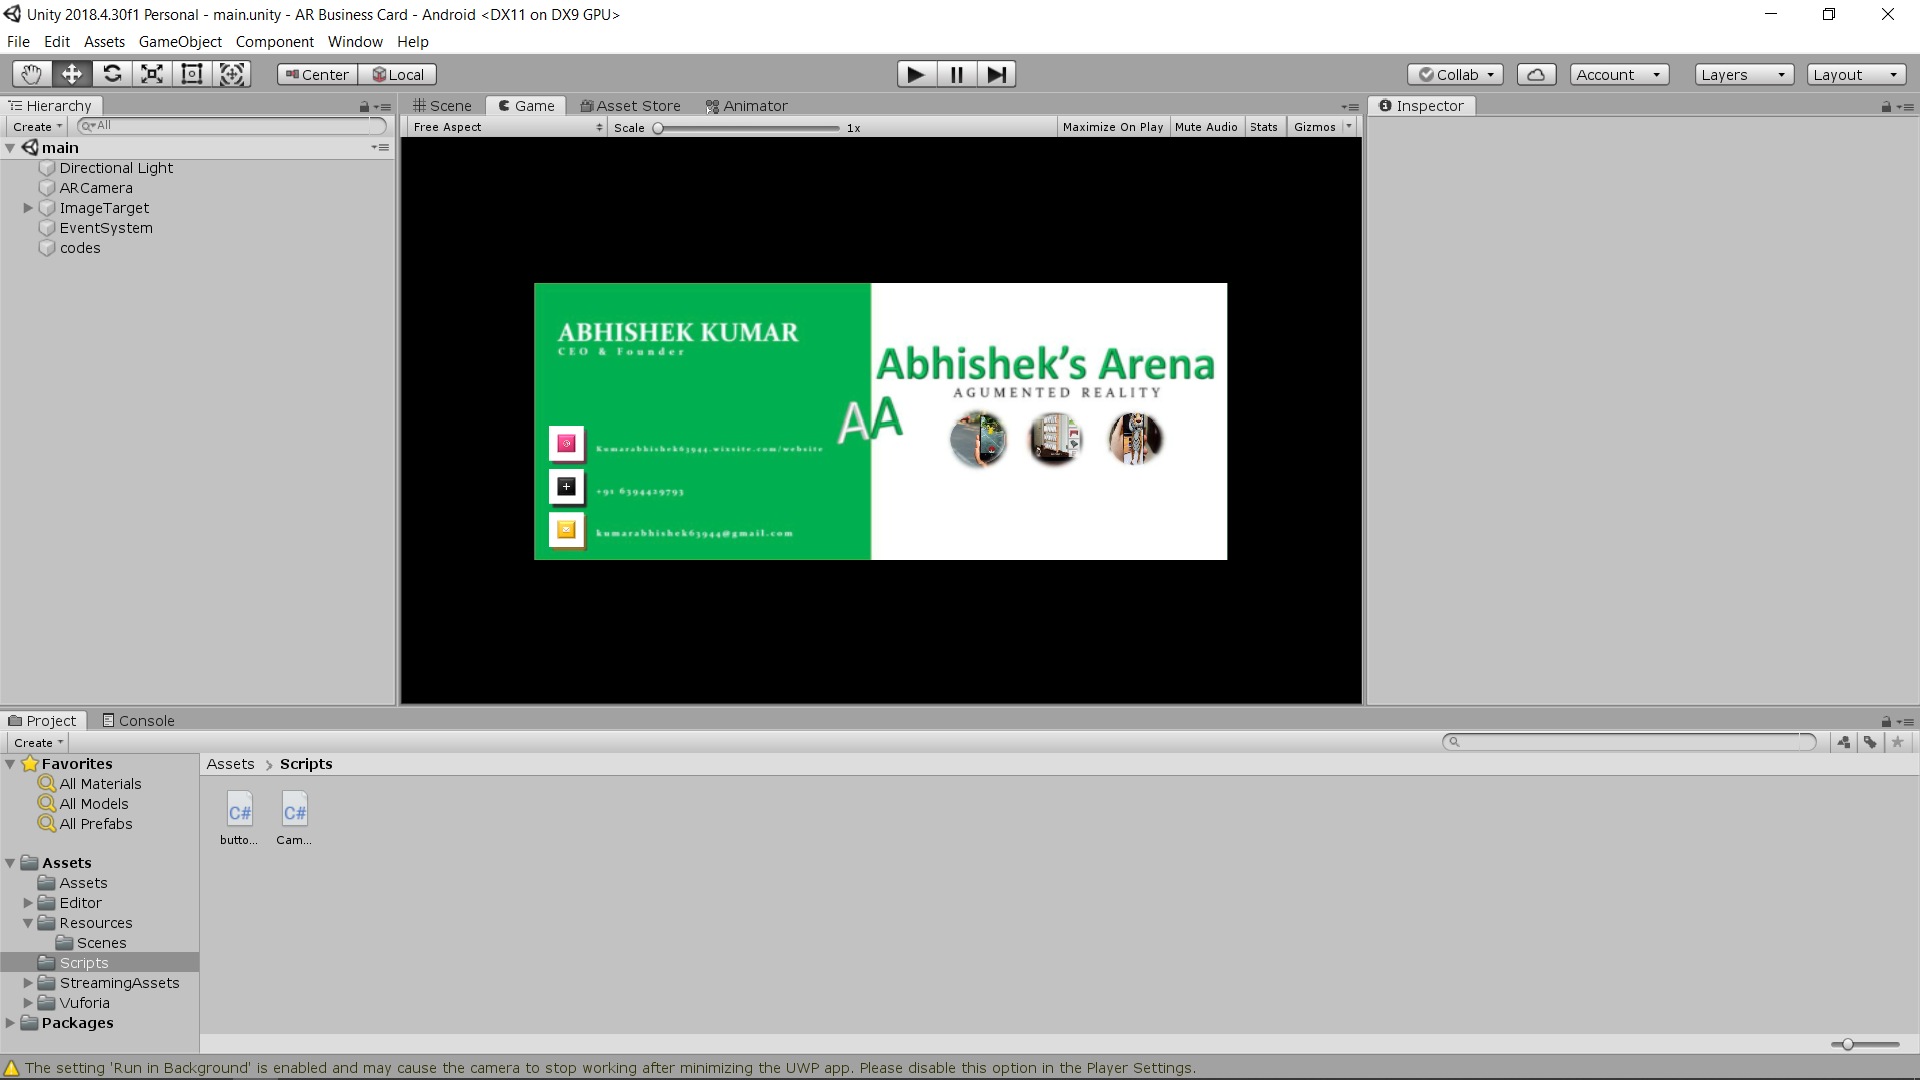 Unity 2018.4.30f1 Personal - main.unity - AR Business Card - Android <DX11 on DX9 GPU>
File Edit Assets GameObject Component Window Help
Center Local
Collab Account Layers Layout
Hierarchy
Create All
main
Directional Light
ARCamera
ImageTarget
EventSystem
codes
Scene Game Asset Store Animator
Free Aspect Scale 1x Maximize On Play Mute Audio Stats Gizmos
ABHISHEK KUMAR
CEO & Founder
Kumarabhishek63944.wixsite.com/website
+91 6394429793
kumarabhishek63944@gmail.com
AA
Abhishek's Arena
AGUMENTED REALITY
Inspector
Project Console
Create
Favorites
All Materials
All Models
All Prefabs
Assets
Assets
Editor
Resources
Scenes
Scripts
StreamingAssets
Vuforia
Packages
Assets > Scripts
C# C#
butto... Cam...
The setting 'Run in Background' is enabled and may cause the camera to stop working after minimizing the UWP app. Please disable this option in the Player Settings.